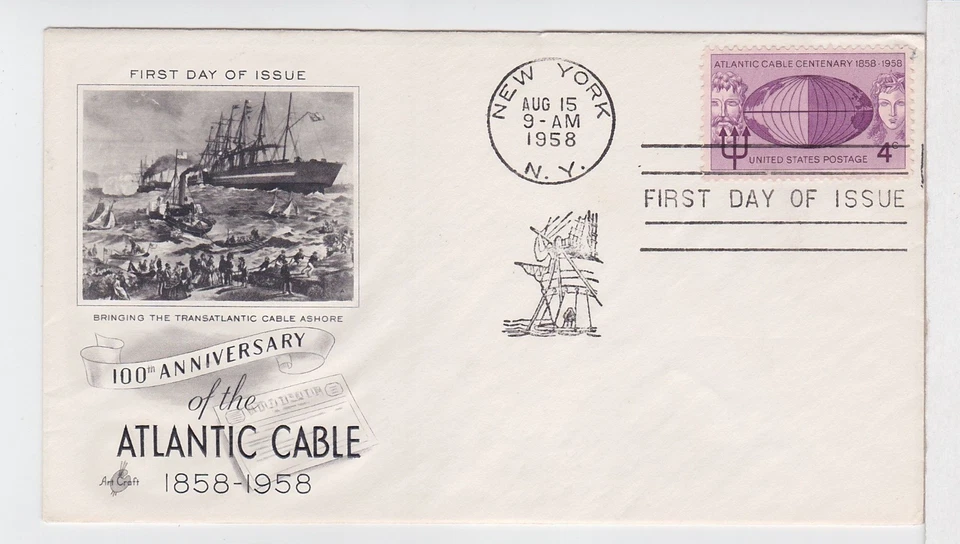 FIRST DAY OF ISSUE
BRINGING THE TRANSATLANTIC CABLE ASHORE
100th ANNIVERSARY
of the
ATLANTIC CABLE
1858-1958
Art Craft
NEW YORK
AUG 15
9-AM
1958
N. Y.
ATLANTIC CABLE CENTENARY 1858-1958
UNITED STATES POSTAGE 4c
FIRST DAY OF ISSUE